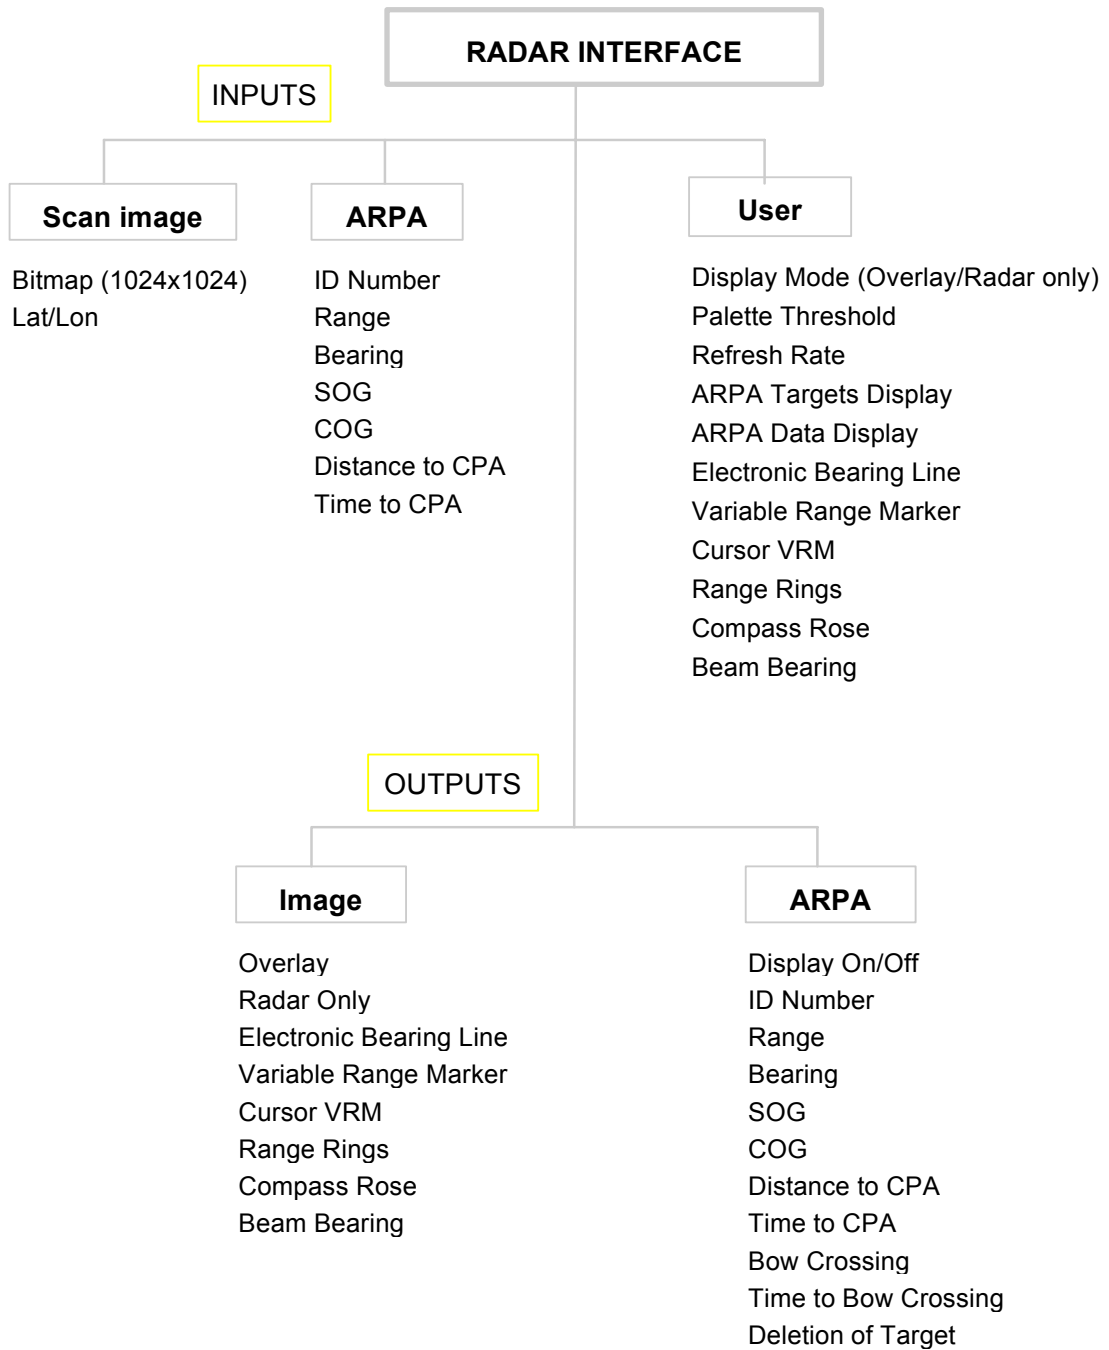 RADAR INTERFACE
INPUTS
Scan image
Bitmap (1024x1024)
Lat/Lon
ARPA
ID Number
Range
Bearing
SOG
COG
Distance to CPA
Time to CPA
User
Display Mode (Overlay/Radar only)
Palette Threshold
Refresh Rate
ARPA Targets Display
ARPA Data Display
Electronic Bearing Line
Variable Range Marker
Cursor VRM
Range Rings
Compass Rose
Beam Bearing
OUTPUTS
Image
Overlay
Radar Only
Electronic Bearing Line
Variable Range Marker
Cursor VRM
Range Rings
Compass Rose
Beam Bearing
ARPA
Display On/Off
ID Number
Range
Bearing
SOG
COG
Distance to CPA
Time to CPA
Bow Crossing
Time to Bow Crossing
Deletion of Target